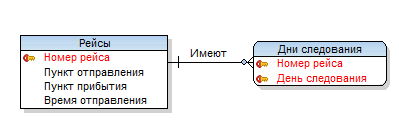 Рейсы
Номер рейса
Пункт отправления
Пункт прибытия
Время отправления
Имеют
Дни следования
Номер рейса
День следования